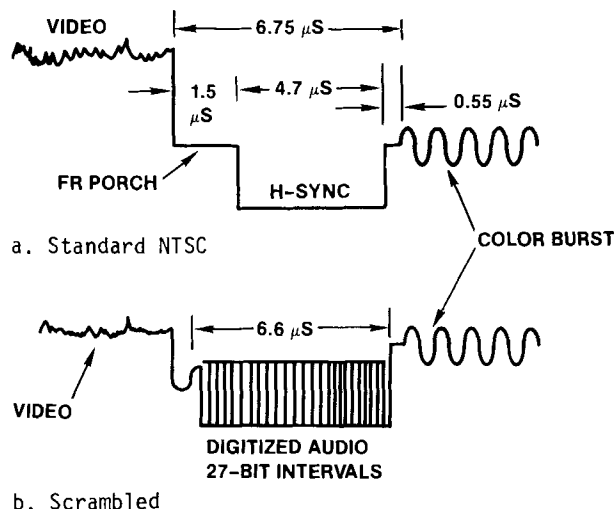 VIDEO
6.75 μS
1.5
μS
4.7 μS
0.55 μS
FR PORCH
H-SYNC
a. Standard NTSC
COLOR BURST
6.6 μS
VIDEO
DIGITIZED AUDIO
27-BIT INTERVALS
b. Scrambled